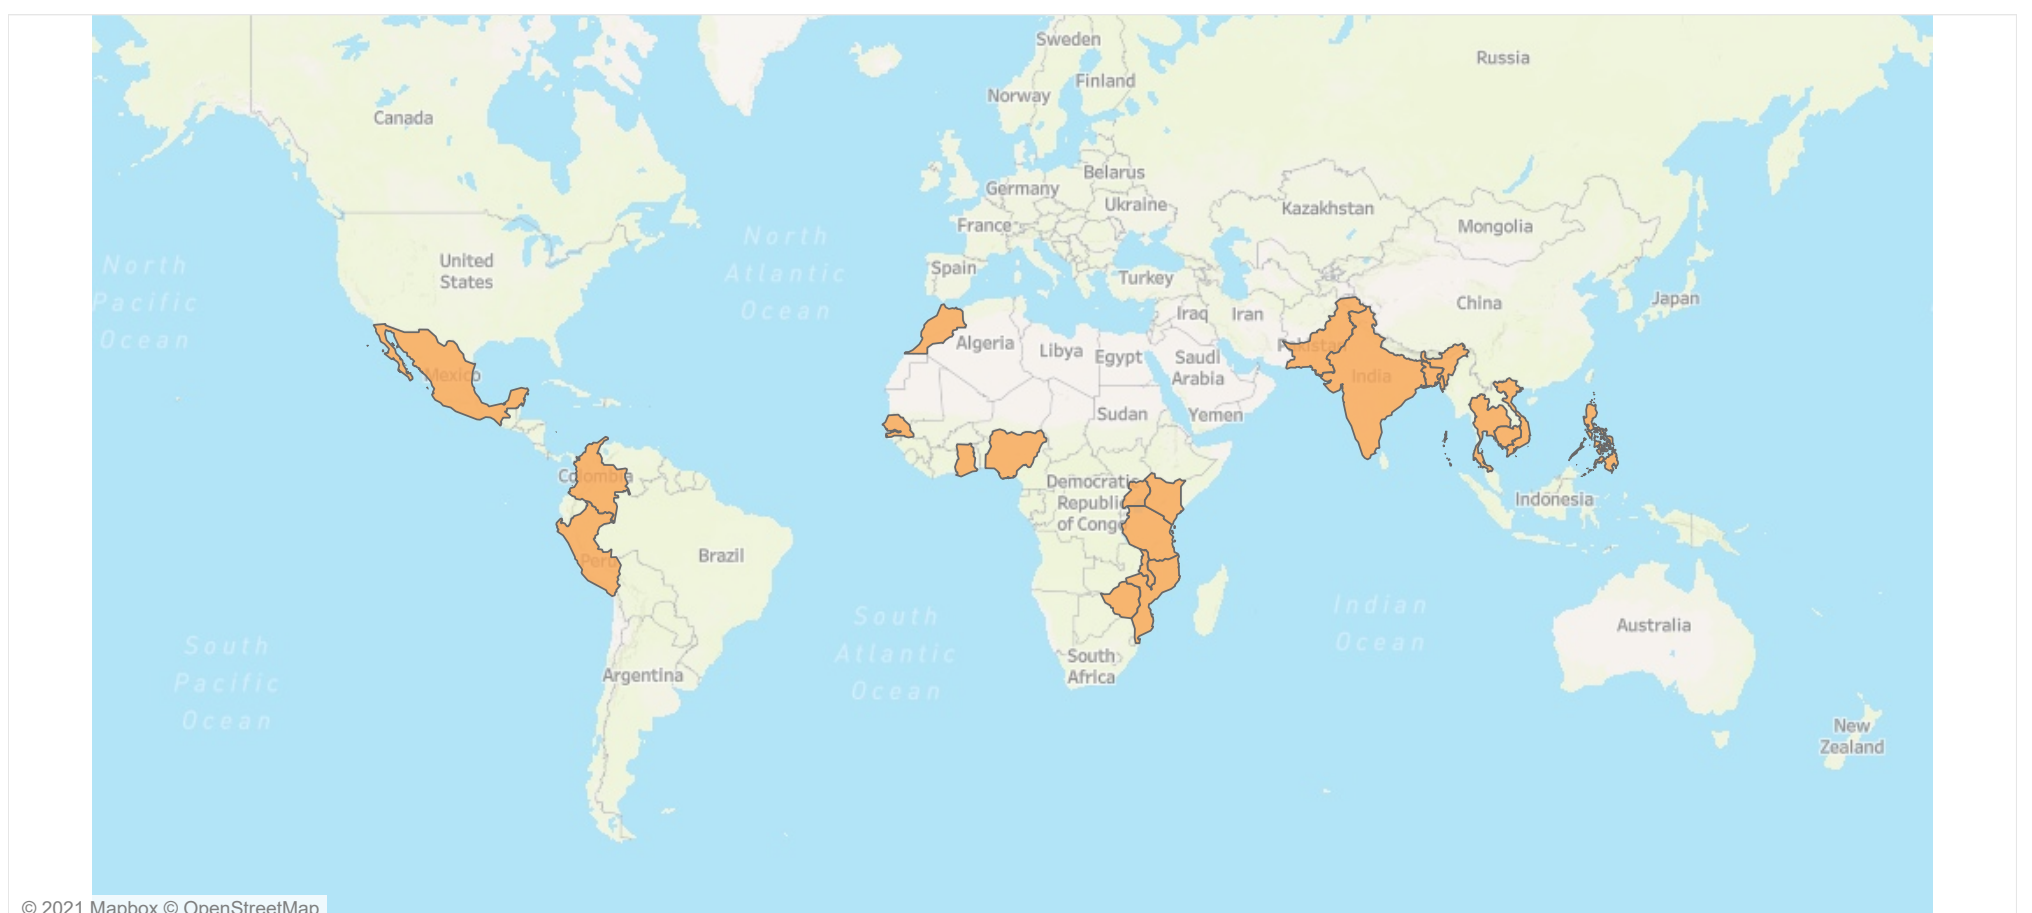 Sweden
Russia
Finland
Norway
Canada
Belarus
Germany
Ukraine
Kazakhstan
France
Mongolia
North
Atlantic
Ocean
North
Pacific
Ocean
United
States
Spain
Turkey
China
Japan
Iraq
Iran
Algeria
Libya
Egypt
Saudi
Arabia
Pakistan
India
Mexico
Sudan
Yemen
Colombia
Democratic
Republic
of Congo
Indonesia
Peru
Brazil
South
Atlantic
Ocean
Indian
Ocean
Australia
South
Pacific
Ocean
South
Africa
Argentina
New
Zealand
© 2021 Mapbox © OpenStreetMap